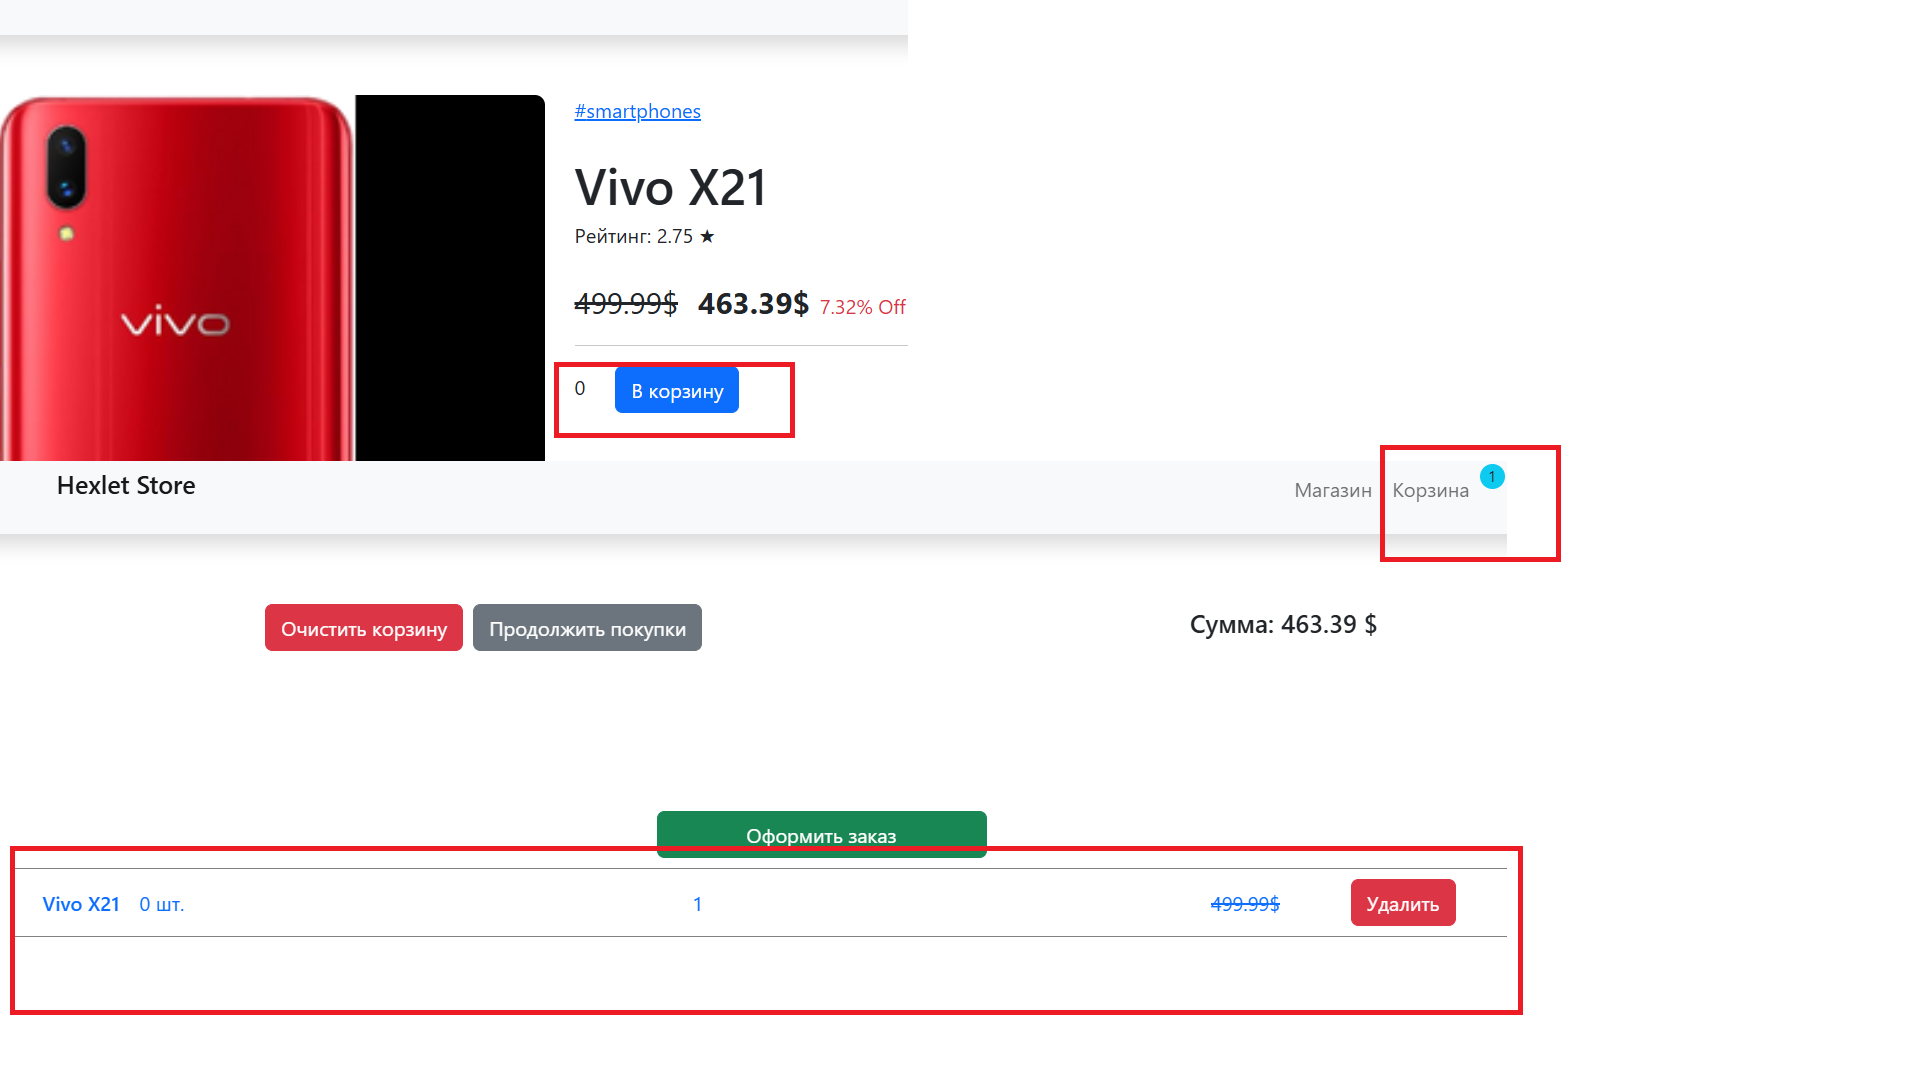 #smartphones
Vivo X21
Рейтинг: 2.75 ★
vivo
499.99$ 463.39$ 7.32% Off
0 В корзину
Hexlet Store Магазин Корзина 1
Очистить корзину Продолжить покупки Сумма: 463.39 $
Оформить заказ
Vivo X21 0 шт. 1 499.99$ Удалить